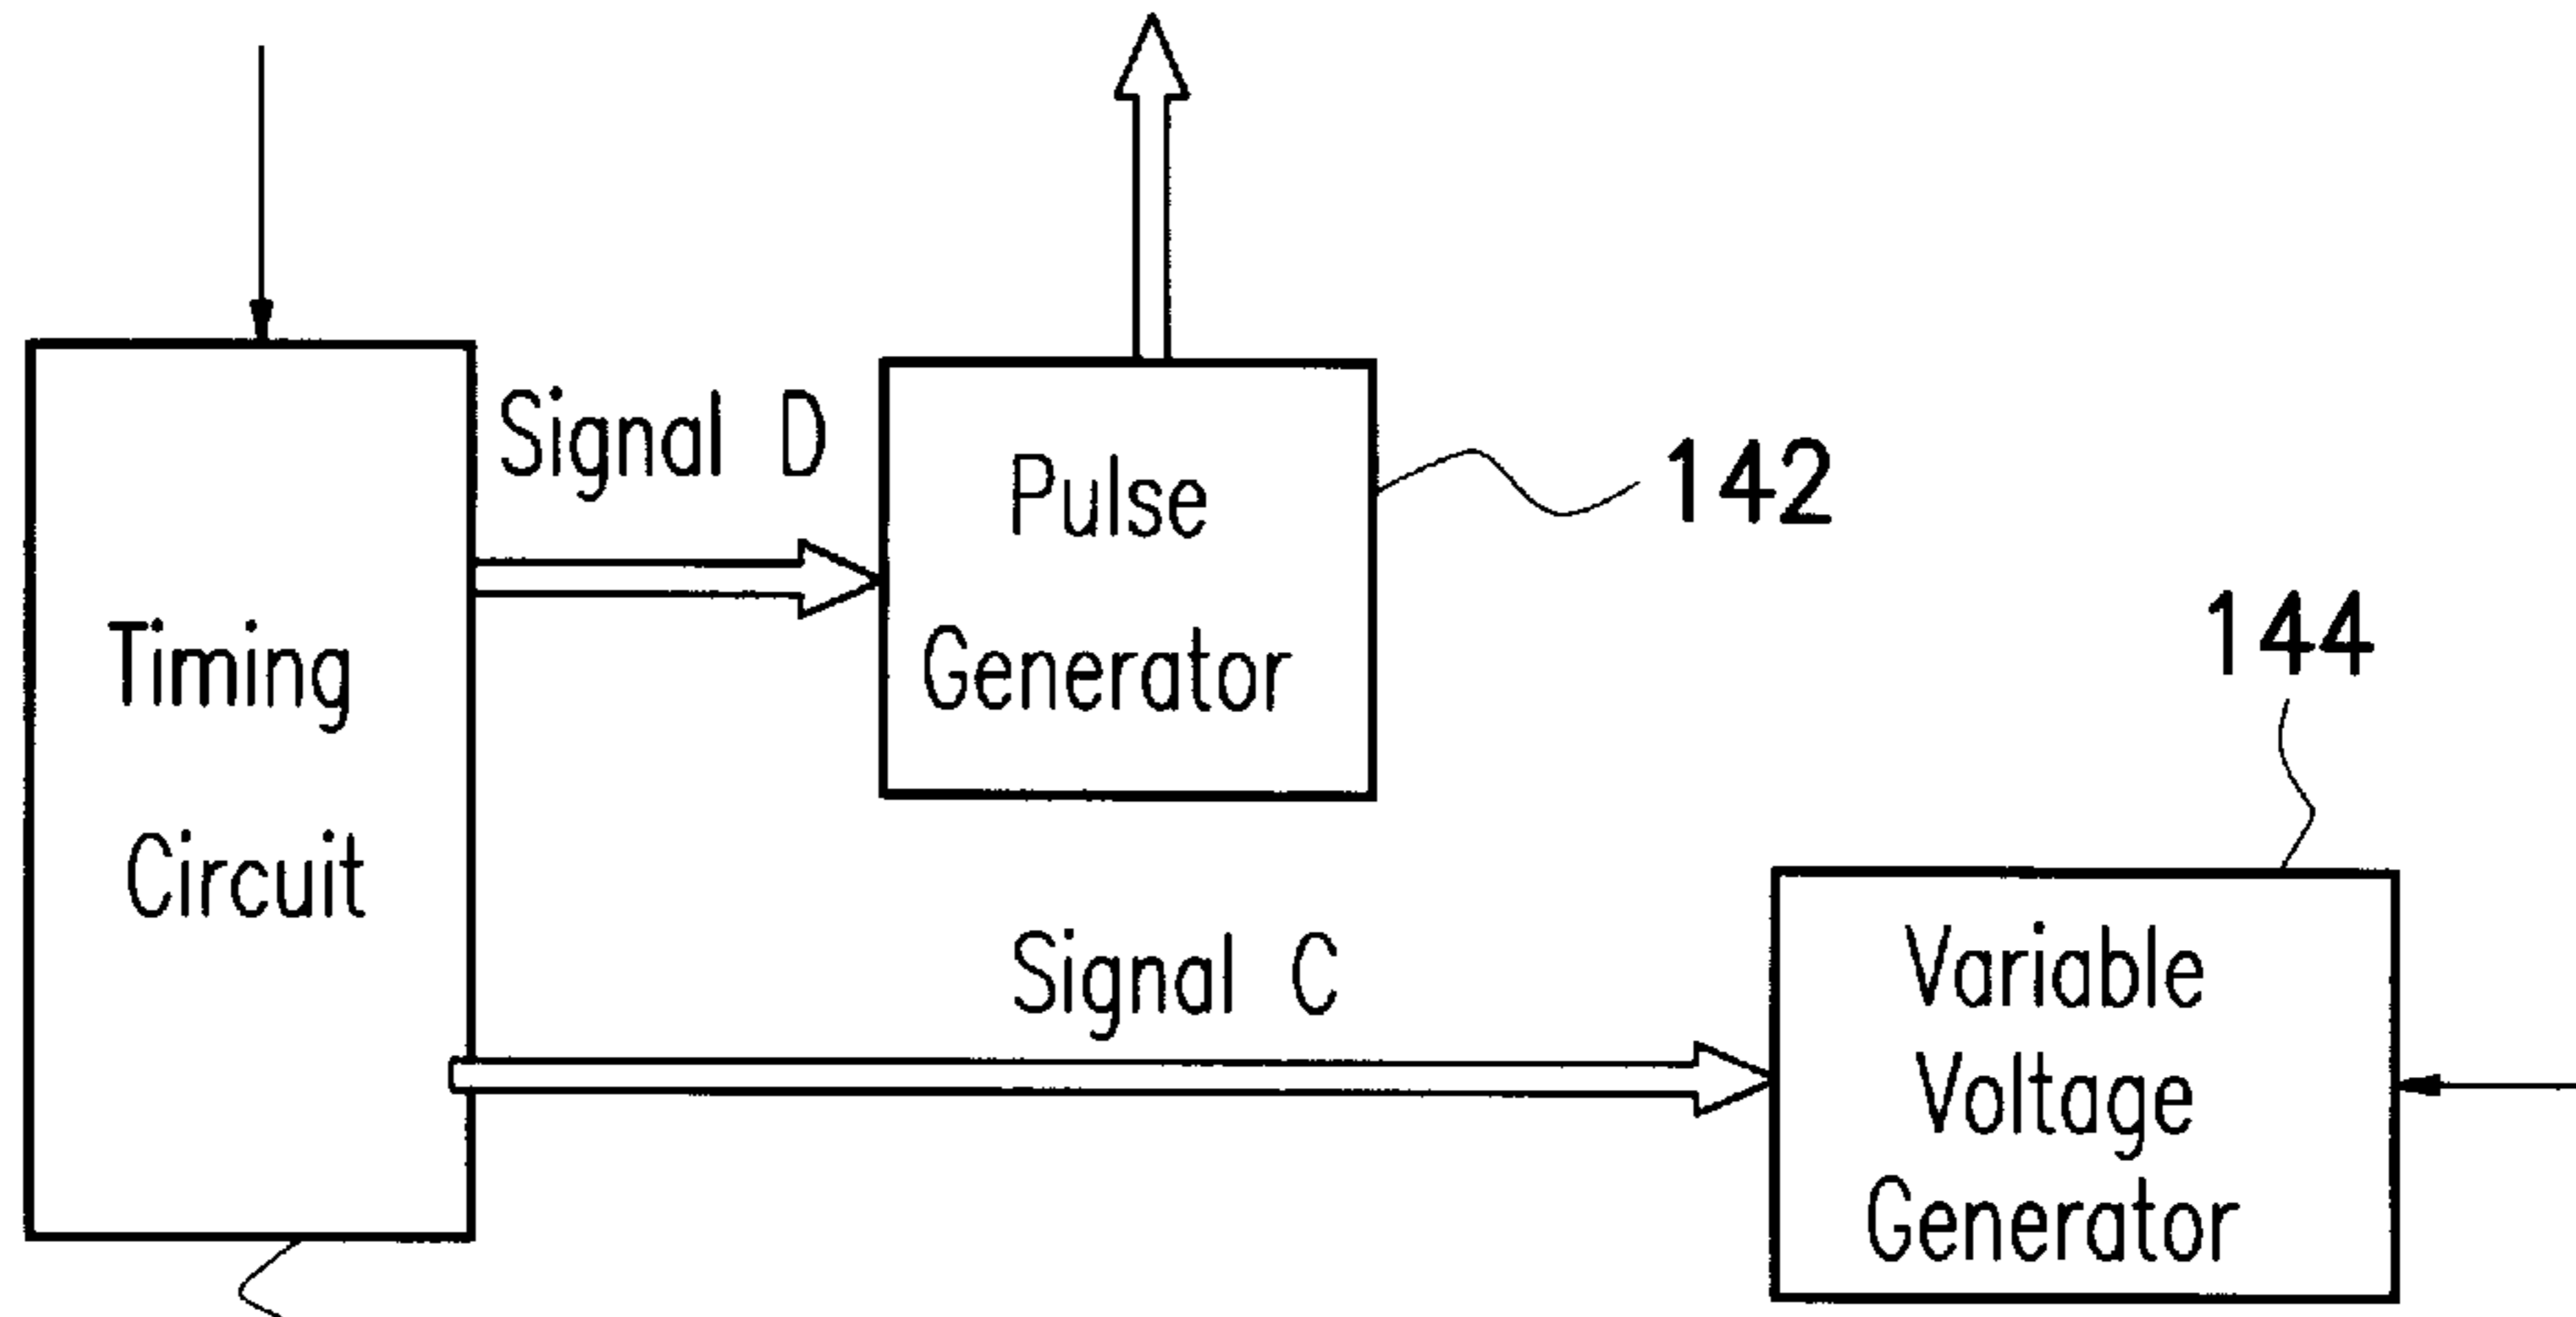 Signal D
Pulse
Generator
142
Timing
Circuit
144
Signal C
Variable
Voltage
Generator